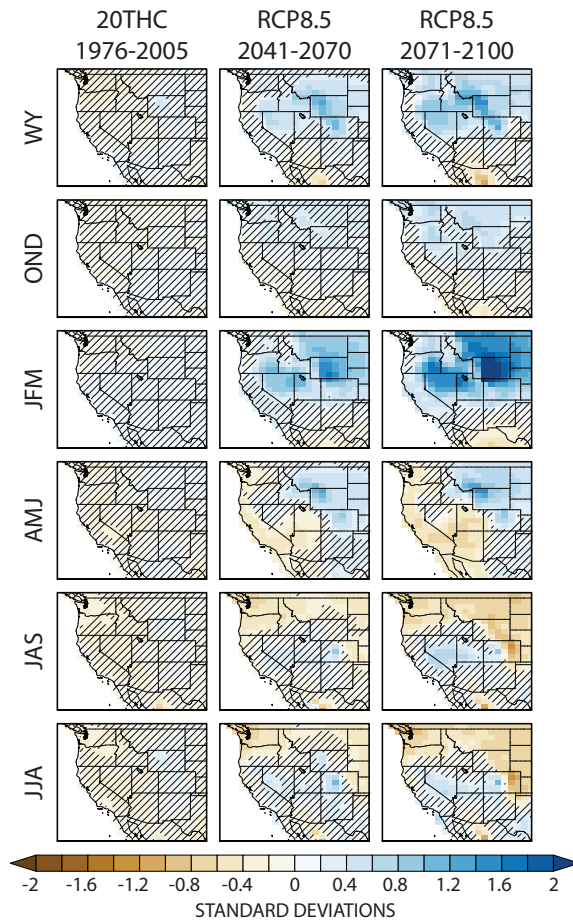 20THC RCP8.5 RCP8.5
1976-2005 2041-2070 2071-2100
WY
OND
JFM
AMJ
JAS
JJA
-2 -1.6 -1.2 -0.8 -0.4 0 0.4 0.8 1.2 1.6 2
STANDARD DEVIATIONS